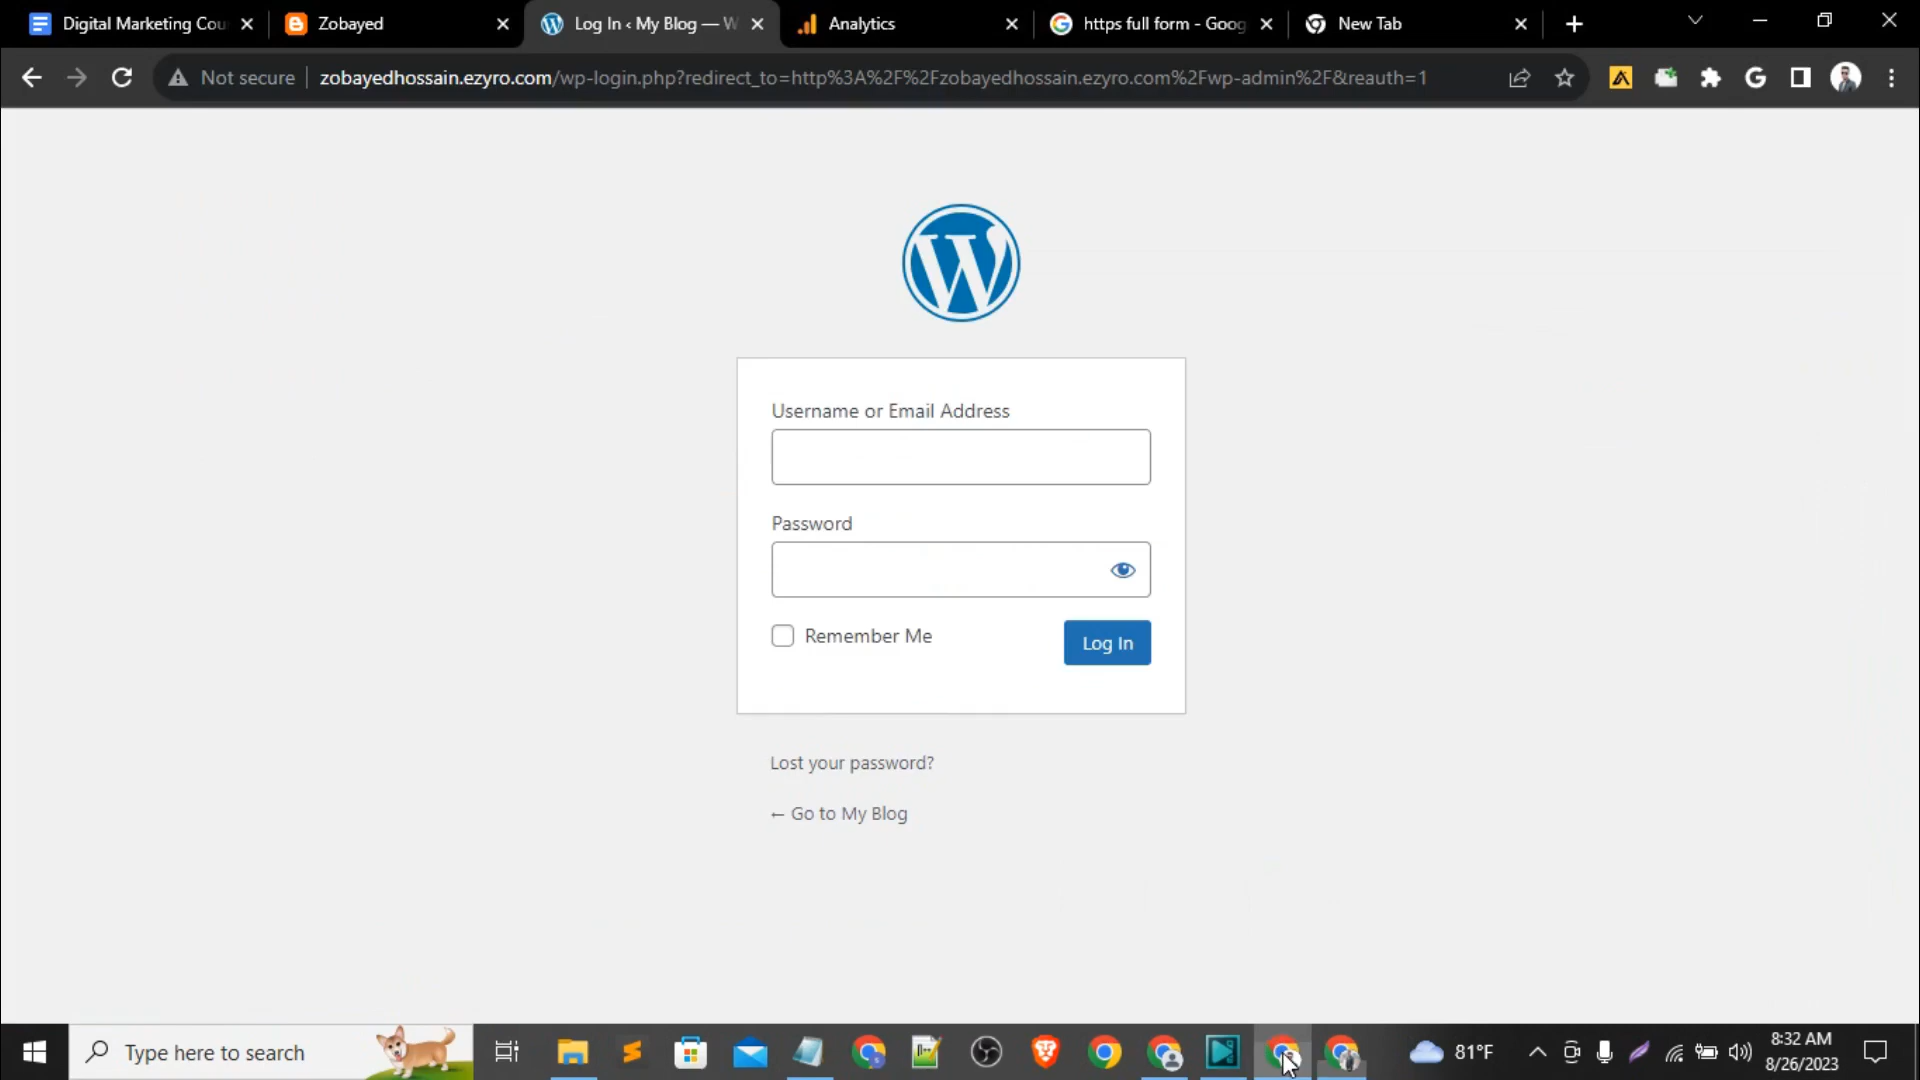 Digital Marketing Cou
Zobayed
Log In ‹ My Blog — W
Analytics
https full form - Goog
New Tab
Not secure
zobayedhossain.ezyro.com/wp-login.php?redirect_to=http%3A%2F%2Fzobayedhossain.ezyro.com%2Fwp-admin%2F&reauth=1
Username or Email Address
Password
Remember Me
Log In
Lost your password?
← Go to My Blog
Type here to search
81°F
8:32 AM
8/26/2023